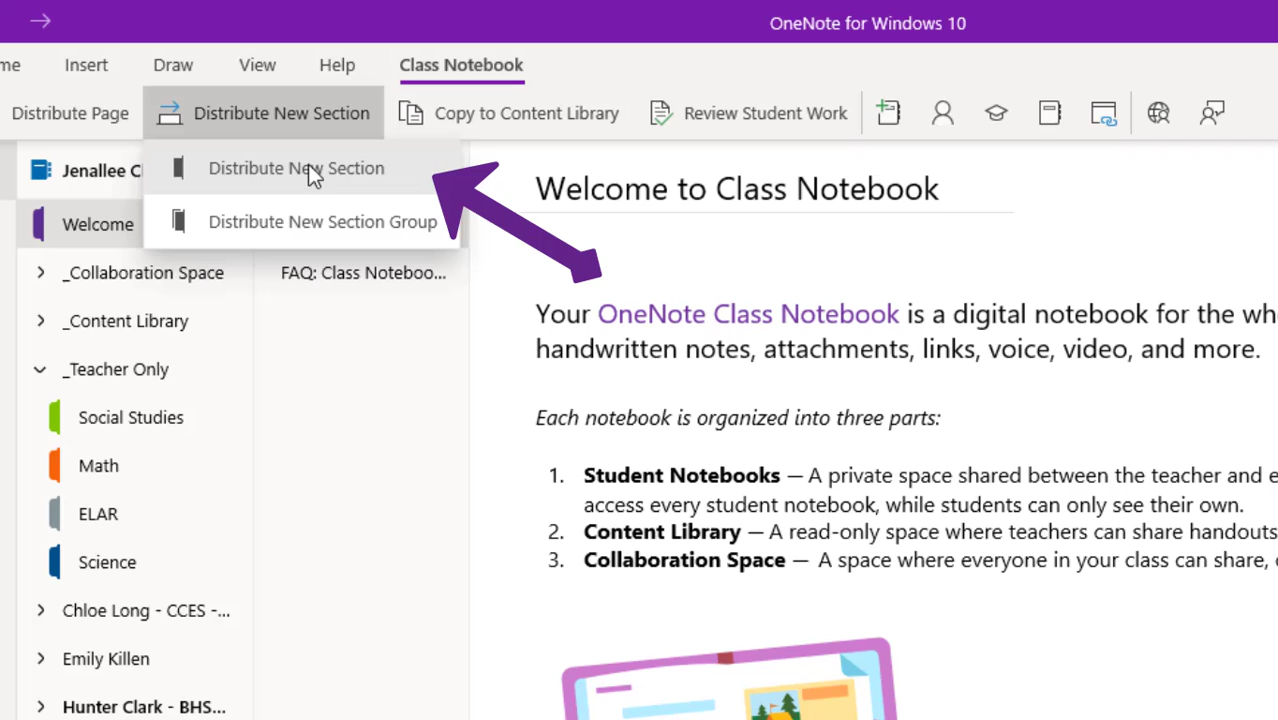 OneNote for Windows 10
me Insert Draw View Help Class Notebook
Distribute Page Distribute New Section Copy to Content Library Review Student Work
Jenallee C
Distribute New Section
Distribute New Section Group
Welcome
_Collaboration Space
_Content Library
_Teacher Only
Social Studies
Math
ELAR
Science
Chloe Long - CCES -...
Emily Killen
Hunter Clark - BHS...
FAQ: Class Noteboo...
Welcome to Class Notebook
Your OneNote Class Notebook is a digital notebook for the wh
handwritten notes, attachments, links, voice, video, and more.
Each notebook is organized into three parts:
1. Student Notebooks — A private space shared between the teacher and e
access every student notebook, while students can only see their own.
2. Content Library — A read-only space where teachers can share handouts
3. Collaboration Space — A space where everyone in your class can share,